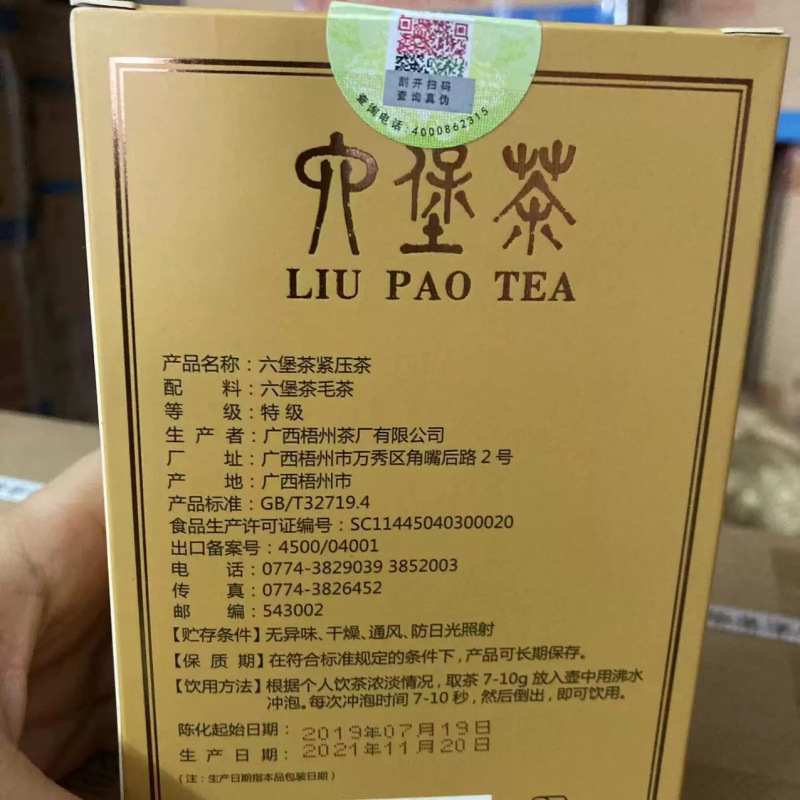 刮开扫码
查询真伪
查询电话:4000862315
六堡茶
LIU PAO TEA
产品名称：六堡茶紧压茶
配 料：六堡茶毛茶
等 级：特级
生 产 者：广西梧州茶厂有限公司
厂 址：广西梧州市万秀区角嘴后路2号
产 地：广西梧州市
产品标准：GB/T32719.4
食品生产许可证编号：SC11445040300020
出口备案号：4500/04001
电 话：0774-3829039 3852003
传 真：0774-3826452
邮 编：543002
【贮存条件】无异味、干燥、通风、防日光照射
【保 质 期】在符合标准规定的条件下，产品可长期保存。
【饮用方法】根据个人饮茶浓淡情况，取茶 7-10g 放入壶中用沸水
冲泡。每次冲泡时间 7-10 秒，然后倒出，即可饮用。
陈化起始日期：2019年07月19日
生 产 日 期：2021年11月20日
（注：生产日期指本品包装日期）